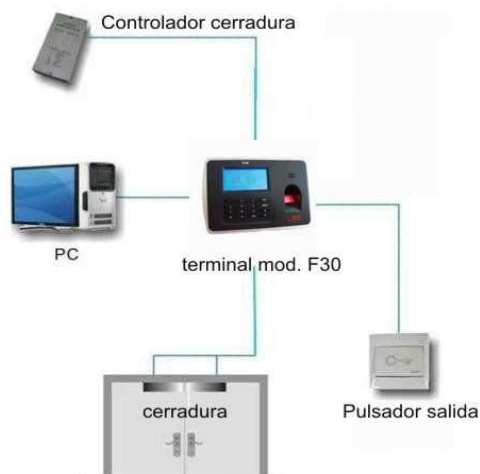 Controlador cerradura
PC
terminal mod. F30
cerradura
Pulsador salida